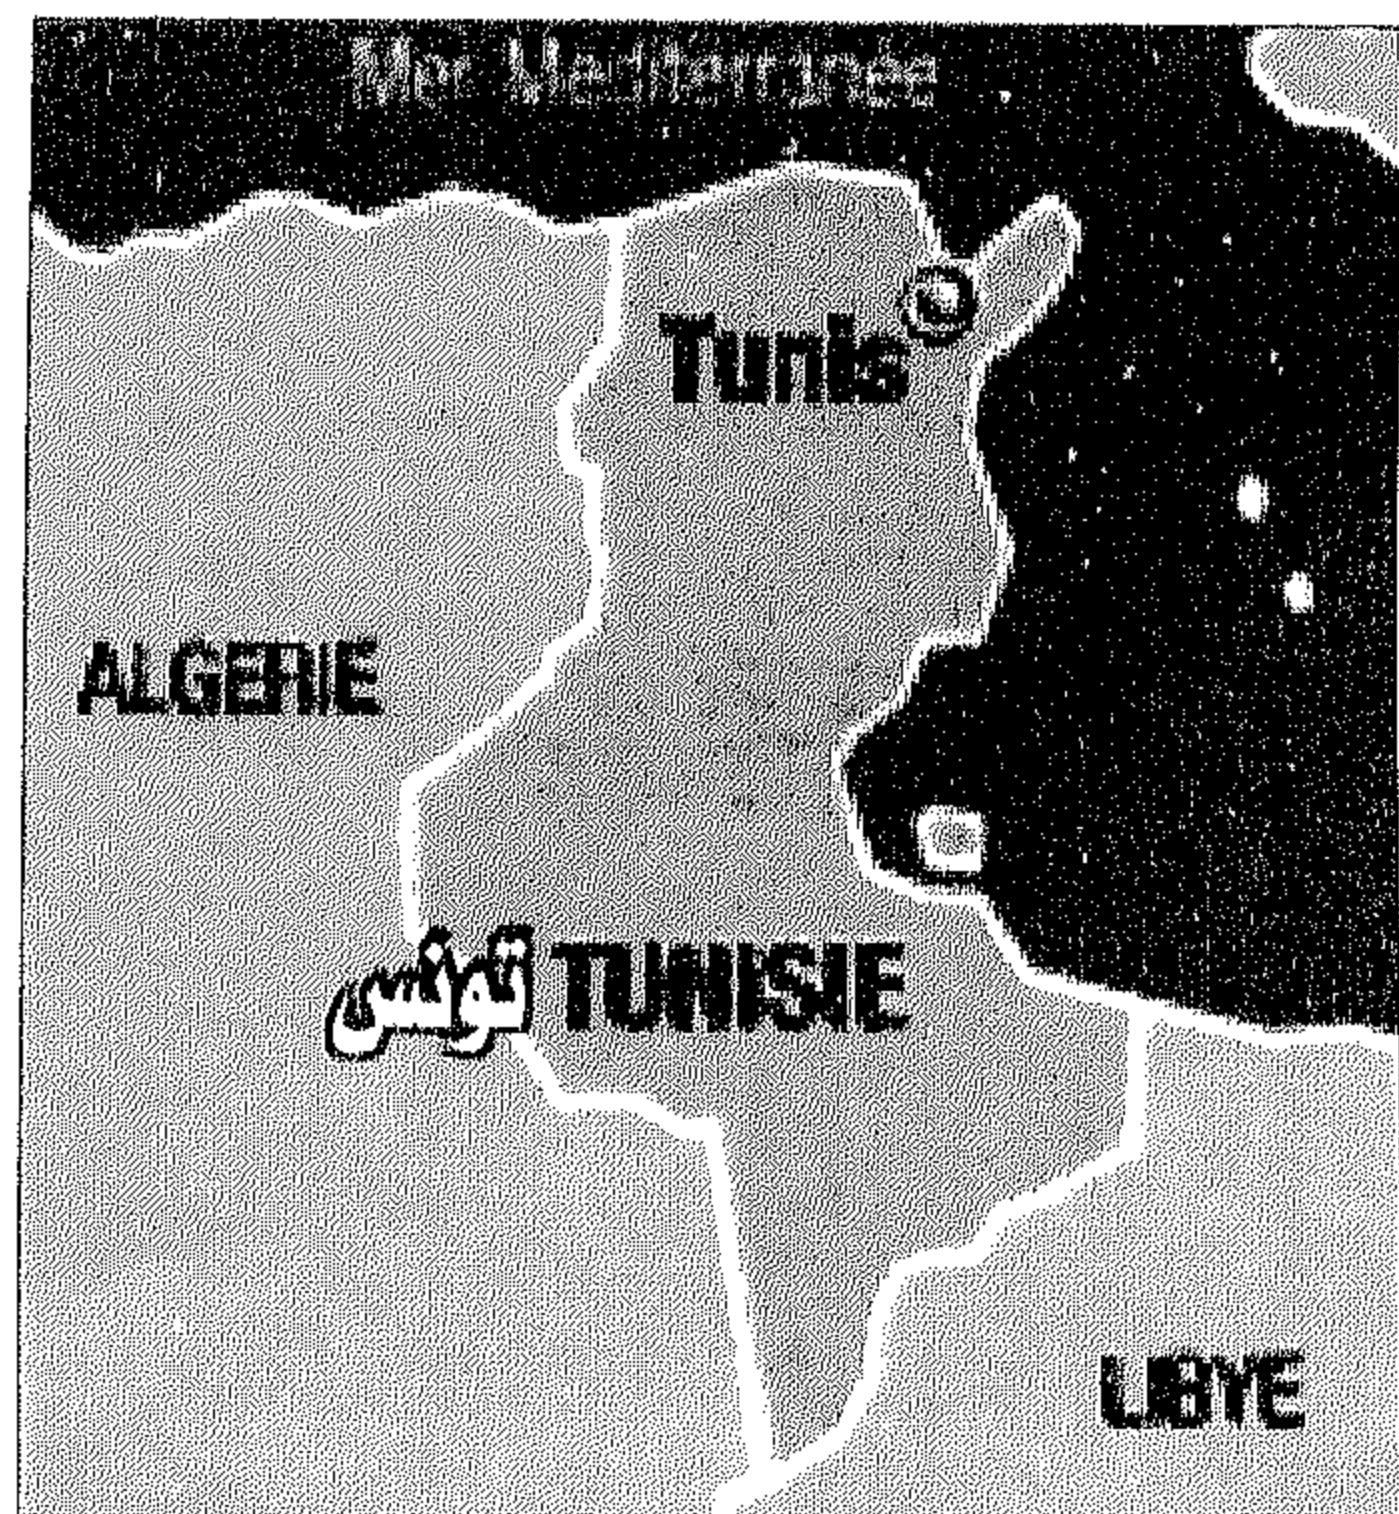 Mer Mediterranée
Tunis
ALGERIE
تونس TUNISIE
LIBYE